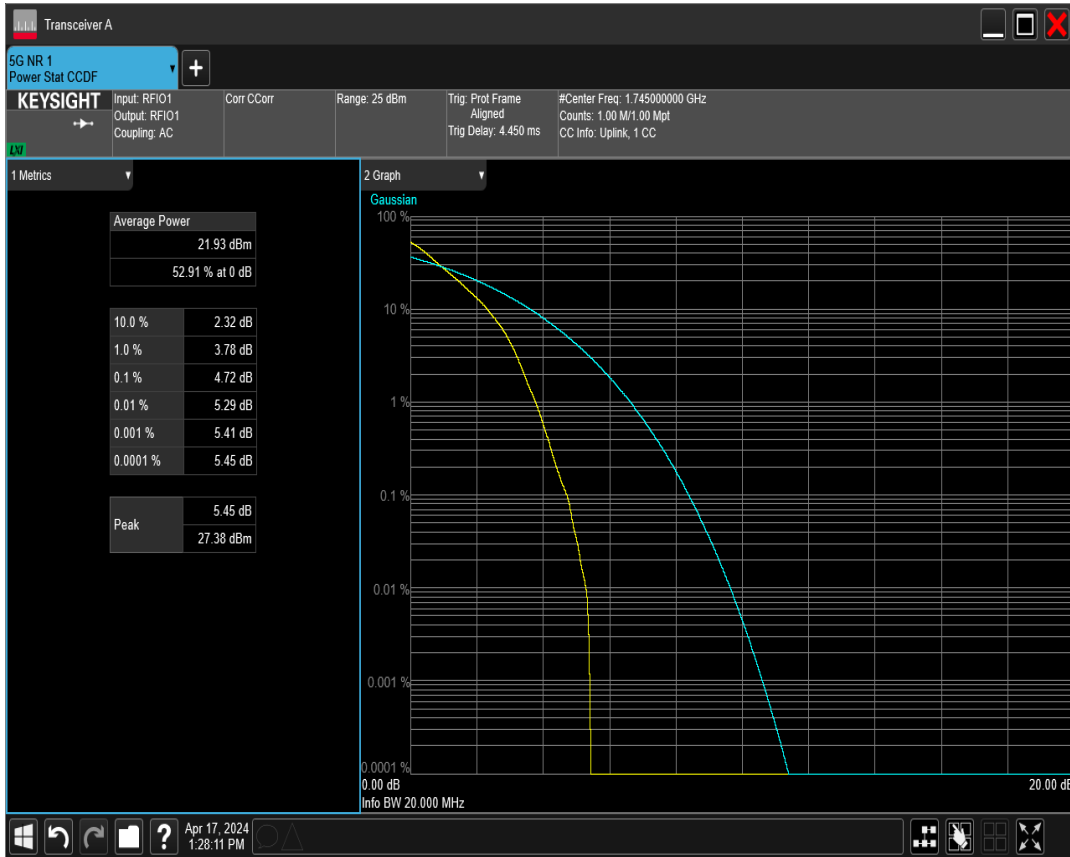 Transceiver A
5G NR 1
Power Stat CCDF
KEYSIGHT
LXI
Input: RFIO1
Output: RFIO1
Coupling: AC
Corr CCorr
Range: 25 dBm
Trig: Prot Frame
Aligned
Trig Delay: 4.450 ms
#Center Freq: 1.745000000 GHz
Counts: 1.00 M/1.00 Mpt
CC Info: Uplink, 1 CC
1 Metrics
Average Power
21.93 dBm
52.91 % at 0 dB
10.0 % 2.32 dB
1.0 % 3.78 dB
0.1 % 4.72 dB
0.01 % 5.29 dB
0.001 % 5.41 dB
0.0001 % 5.45 dB
Peak
5.45 dB
27.38 dBm
2 Graph
Gaussian
100 %
10 %
1 %
0.1 %
0.01 %
0.001 %
0.0001 %
0.00 dB 20.00 dB
Info BW 20.000 MHz
?
Apr 17, 2024
1:28:11 PM